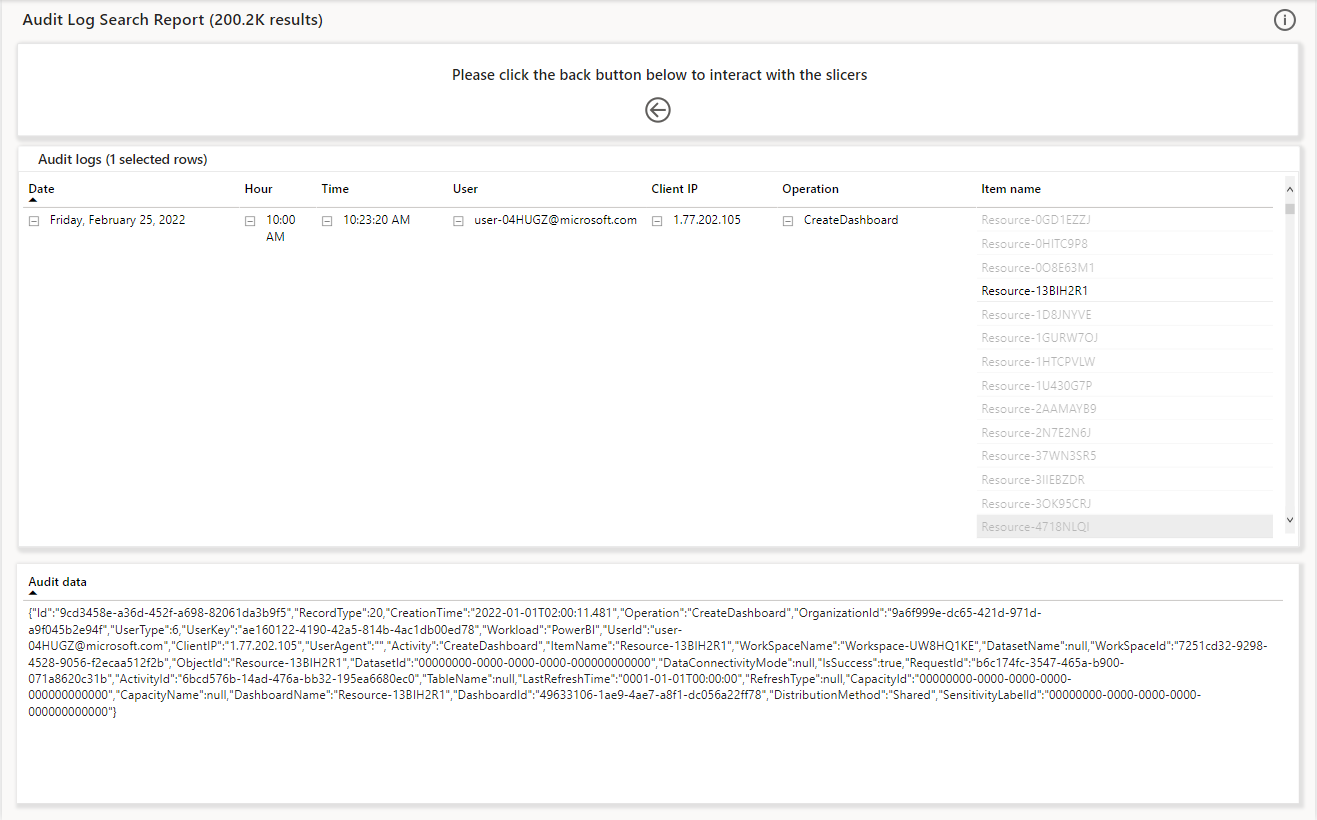 Audit Log Search Report (200.2K results)
Please click the back button below to interact with the slicers
Audit logs (1 selected rows)
Date Hour Time User Client IP Operation Item name
Friday, February 25, 2022 10:00 AM 10:23:20 AM user-04HUGZ@microsoft.com 1.77.202.105 CreateDashboard Resource-0GD1EZZJ
Resource-0HITC9P8
Resource-0O8E63M1
Resource-13BIH2R1
Resource-1D8JNYVE
Resource-1GURW7OJ
Resource-1HTCPVLW
Resource-1U430G7P
Resource-2AAMAYB9
Resource-2N7E2N6J
Resource-37WN3SR5
Resource-3IIEBZDR
Resource-3OK95CRJ
Resource-4718NLQI
Audit data
{"Id":"9cd3458e-a36d-452f-a698-82061da3b9f5","RecordType":20,"CreationTime":"2022-01-01T02:00:11.481","Operation":"CreateDashboard","OrganizationId":"9a6f999e-dc65-421d-971d-
a9f045b2e94f","UserType":6,"UserKey":"ae160122-4190-42a5-814b-4ac1db00ed78","Workload":"PowerBI","UserId":"user-
04HUGZ@microsoft.com","ClientIP":"1.77.202.105","UserAgent":"","Activity":"CreateDashboard","ItemName":"Resource-13BIH2R1","WorkSpaceName":"Workspace-UW8HQ1KE","DatasetName":null,"WorkSpaceId":"7251cd32-9298-
4528-9056-f2ecaa512f2b","ObjectId":"Resource-13BIH2R1","DatasetId":"00000000-0000-0000-0000-000000000000","DataConnectivityMode":null,"IsSuccess":true,"RequestId":"b6c174fc-3547-465a-b900-
071a8620c31b","ActivityId":"6bcd576b-14ad-476a-bb32-195ea6680ec0","TableName":null,"LastRefreshTime":"0001-01-01T00:00:00","RefreshType":null,"CapacityId":"00000000-0000-0000-0000-
000000000000","CapacityName":null,"DashboardName":"Resource-13BIH2R1","DashboardId":"49633106-1ae9-4ae7-a8f1-dc056a22ff78","DistributionMethod":"Shared","SensitivityLabelId":"00000000-0000-0000-0000-
000000000000"}